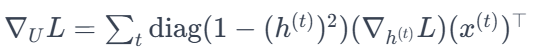 ∇_U L = ∑_t diag(1 − (h^{(t)})^2)(∇_{h^{(t)}} L)(x^{(t)})^⊤